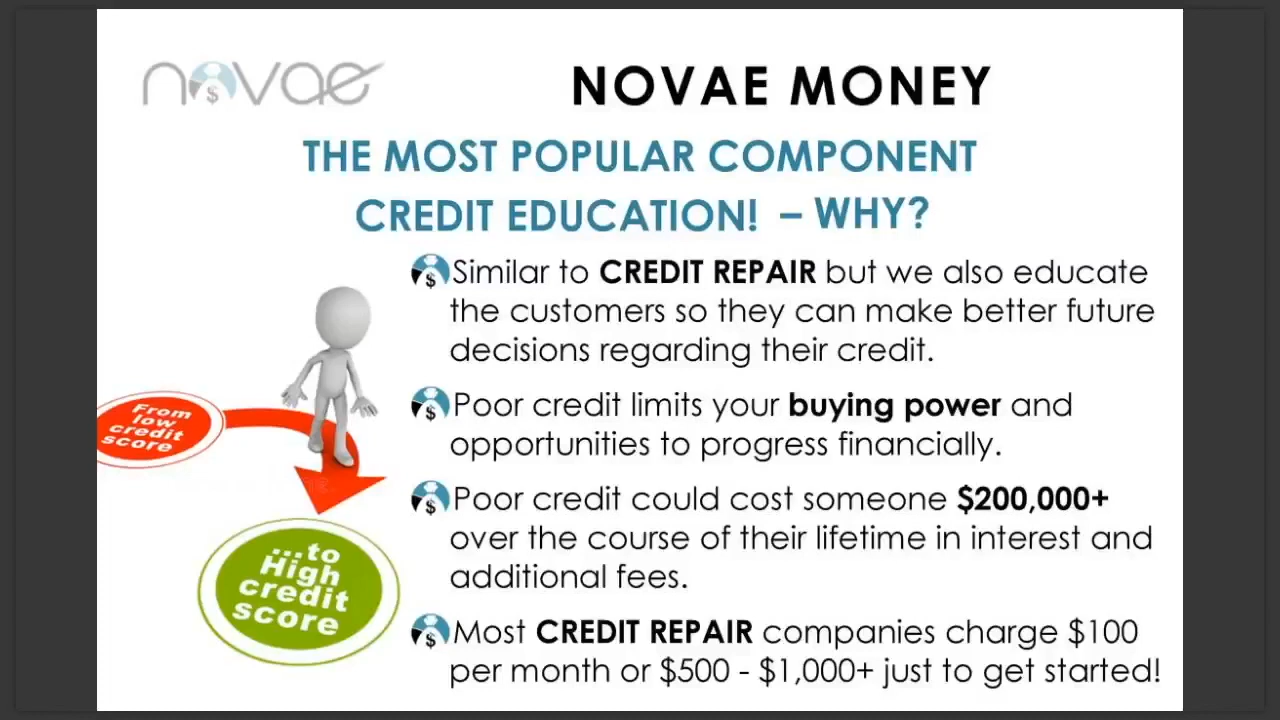 novae
$
NOVAE MONEY
THE MOST POPULAR COMPONENT
CREDIT EDUCATION! – WHY?
$Similar to CREDIT REPAIR but we also educate
the customers so they can make better future
decisions regarding their credit.
$Poor credit limits your buying power and
opportunities to progress financially.
$Poor credit could cost someone $200,000+
over the course of their lifetime in interest and
additional fees.
$Most CREDIT REPAIR companies charge $100
per month or $500 - $1,000+ just to get started!
From
low
credit
score
...to
High
credit
score